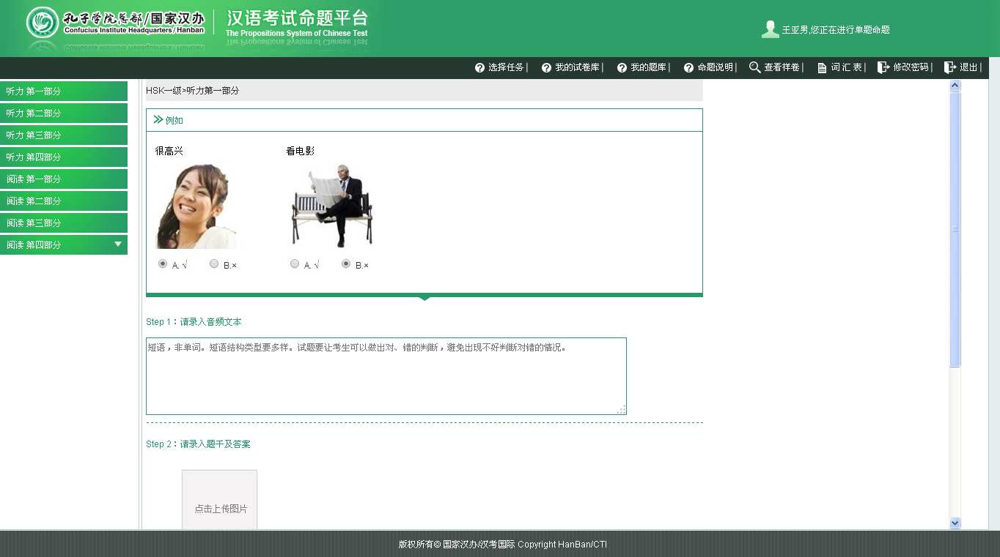 孔子学院总部/国家汉办
Confucius Institute Headquarters/Hanban
汉语考试命题平台
The Propositions System of Chinese Test
王亚男,您正在进行单题命题
选择任务 | 我的试卷库 | 我的题库 | 命题说明 | 查看样卷 | 词 汇 表 | 修改密码 | 退出 |
听力 第一部分
听力 第二部分
听力 第三部分
听力 第四部分
阅读 第一部分
阅读 第二部分
阅读 第三部分
阅读 第四部分
HSK一级>听力第一部分
例如
很高兴 看电影
A. √ B.× A. √ B.×
Step 1：请录入音频文本
短语，非单词。短语结构类型要多样。试题要让考生可以做出对、错的判断，避免出现不好判断对错的情况。
Step 2：请录入题干及答案
点击上传图片
版权所有© 国家汉办/汉考国际 Copyright HanBan/CTI